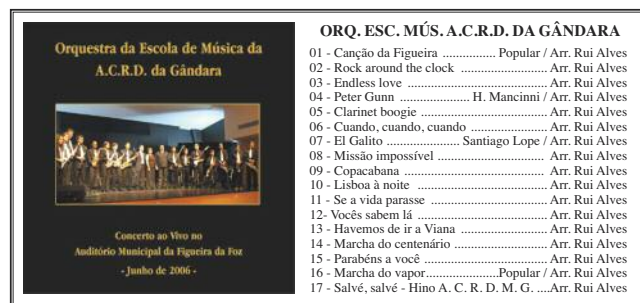 Orquestra da Escola de Música da
A.C.R.D. da Gândara
Concerto ao Vivo no
Auditório Municipal da Figueira da Foz
- Junho de 2006 -
ORQ. ESC. MÚS. A.C.R.D. DA GÂNDARA
01 - Canção da Figueira ................ Popular / Arr. Rui Alves
02 - Rock around the clock ........................... Arr. Rui Alves
03 - Endless love .......................................... Arr. Rui Alves
04 - Peter Gunn ..................... H. Mancinni / Arr. Rui Alves
05 - Clarinet boogie ...................................... Arr. Rui Alves
06 - Cuando, cuando, cuando ....................... Arr. Rui Alves
07 - El Galito ....................... Santiago Lope / Arr. Rui Alves
08 - Missão impossível ................................. Arr. Rui Alves
09 - Copacabana .......................................... Arr. Rui Alves
10 - Lisboa à noite ........................................ Arr. Rui Alves
11 - Se a vida parasse ................................... Arr. Rui Alves
12- Vocês sabem lá ...................................... Arr. Rui Alves
13 - Havemos de ir a Viana .......................... Arr. Rui Alves
14 - Marcha do centenário ............................ Arr. Rui Alves
15 - Parabéns a você ..................................... Arr. Rui Alves
16 - Marcha do vapor.......................Popular / Arr. Rui Alves
17 - Salvé, salvé - Hino A. C. R. D. M. G. ....Arr. Rui Alves